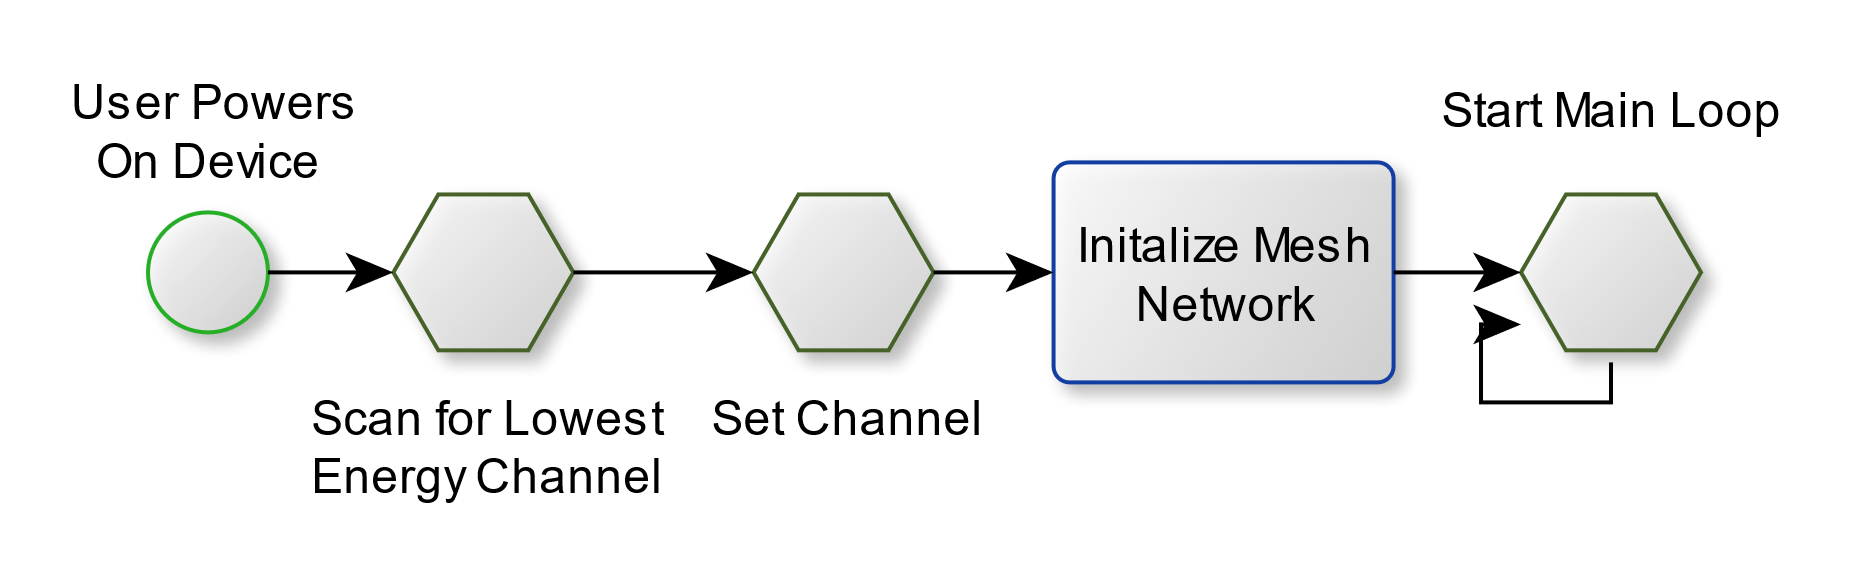 User Powers
On Device
Scan for Lowest
Energy Channel
Set Channel
Initalize Mesh
Network
Start Main Loop